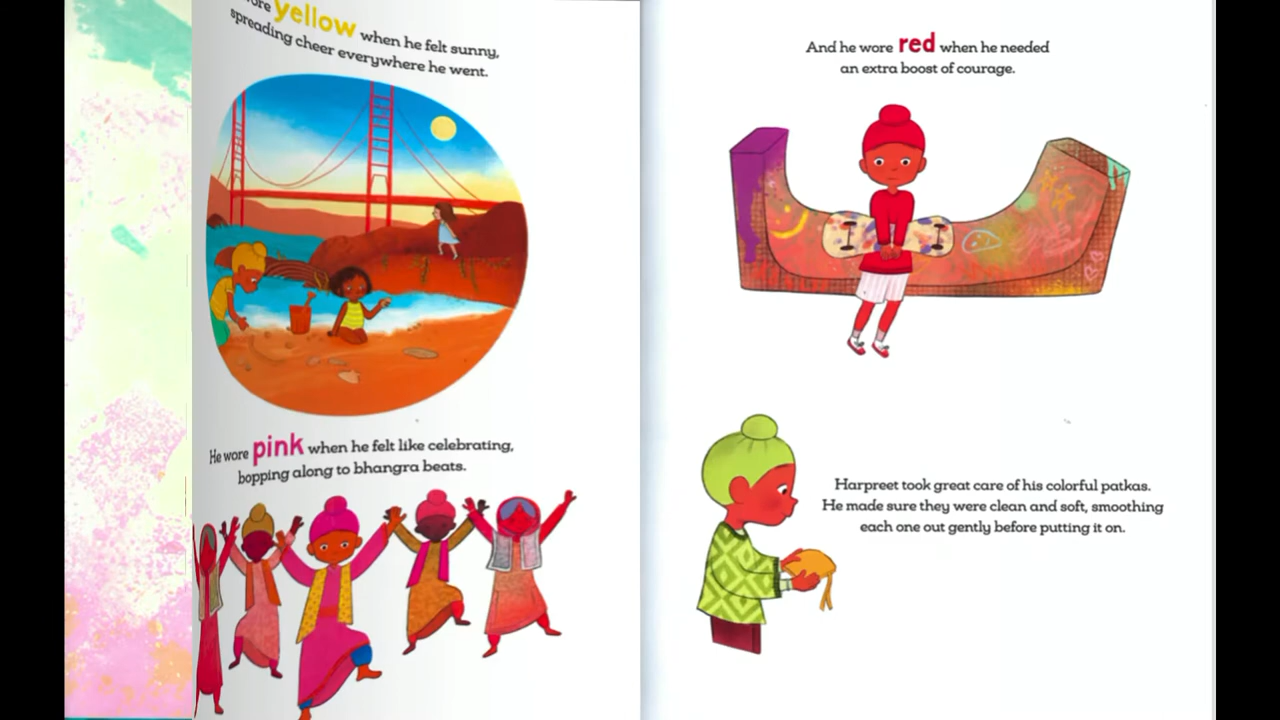 yellow when he felt sunny,
spreading cheer everywhere he went.
He wore pink when he felt like celebrating,
bopping along to bhangra beats.
And he wore red when he needed
an extra boost of courage.
Harpreet took great care of his colorful patkas.
He made sure they were clean and soft, smoothing
each one out gently before putting it on.